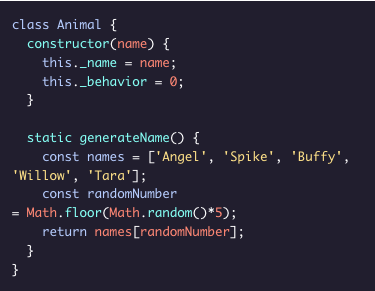 class Animal {
  constructor(name) {
    this._name = name;
    this._behavior = 0;
  }

  static generateName() {
    const names = ['Angel', 'Spike', 'Buffy',
'Willow', 'Tara'];
    const randomNumber
= Math.floor(Math.random()*5);
    return names[randomNumber];
  }
}